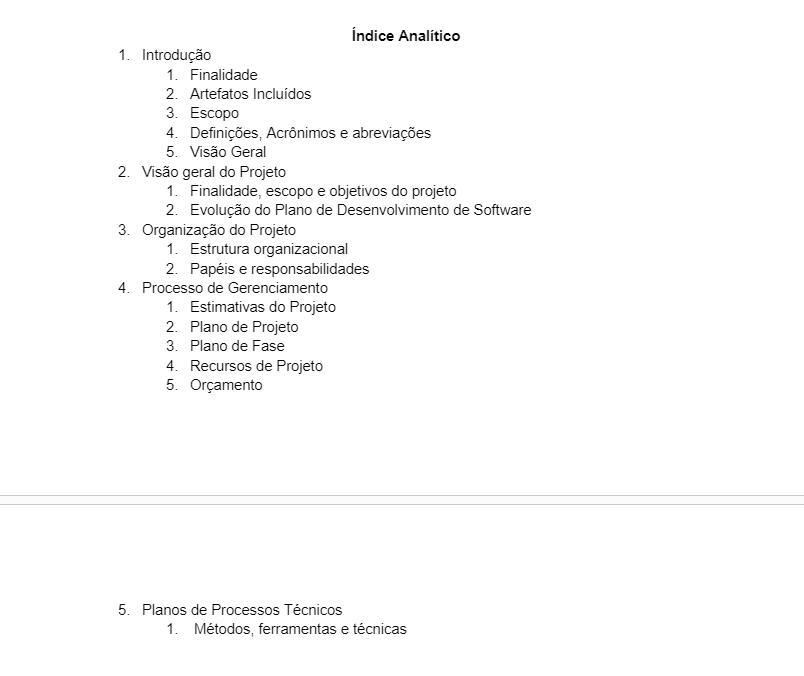 Índice Analítico
1. Introdução
1. Finalidade
2. Artefatos Incluídos
3. Escopo
4. Definições, Acrônimos e abreviações
5. Visão Geral
2. Visão geral do Projeto
1. Finalidade, escopo e objetivos do projeto
2. Evolução do Plano de Desenvolvimento de Software
3. Organização do Projeto
1. Estrutura organizacional
2. Papéis e responsabilidades
4. Processo de Gerenciamento
1. Estimativas do Projeto
2. Plano de Projeto
3. Plano de Fase
4. Recursos de Projeto
5. Orçamento
5. Planos de Processos Técnicos
1. Métodos, ferramentas e técnicas